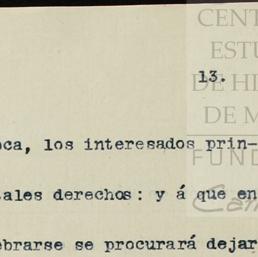 CENT
ESTU
13.
DE HI
DE M
oca, los interesados prin-
FUND
ales derechos: y á que en
ebrarse se procurará dejar